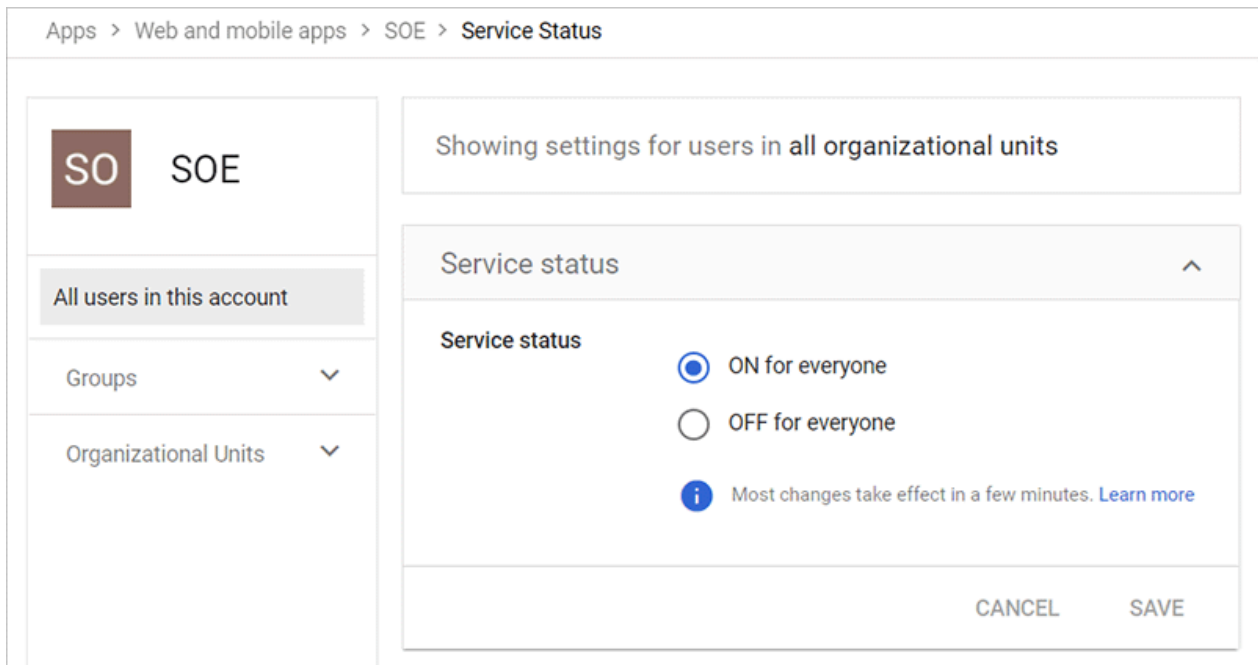 Apps > Web and mobile apps > SOE > Service Status
SO SOE
All users in this account
Groups
Organizational Units
Showing settings for users in all organizational units
Service status
Service status
ON for everyone
OFF for everyone
Most changes take effect in a few minutes. Learn more
CANCEL SAVE